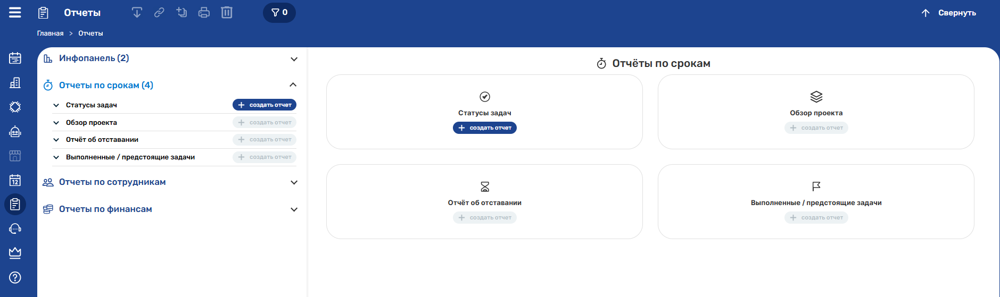 Отчеты
0
Свернуть
Главная > Отчеты
Инфопанель (2)
Отчеты по срокам (4)
Статусы задач
+ создать отчет
Обзор проекта
+ создать отчет
Отчёт об отставании
+ создать отчет
Выполненные / предстоящие задачи
+ создать отчет
Отчеты по сотрудникам
Отчеты по финансам
12
Отчёты по срокам
Статусы задач
+ создать отчет
Обзор проекта
+ создать отчет
Отчёт об отставании
+ создать отчет
Выполненные / предстоящие задачи
+ создать отчет